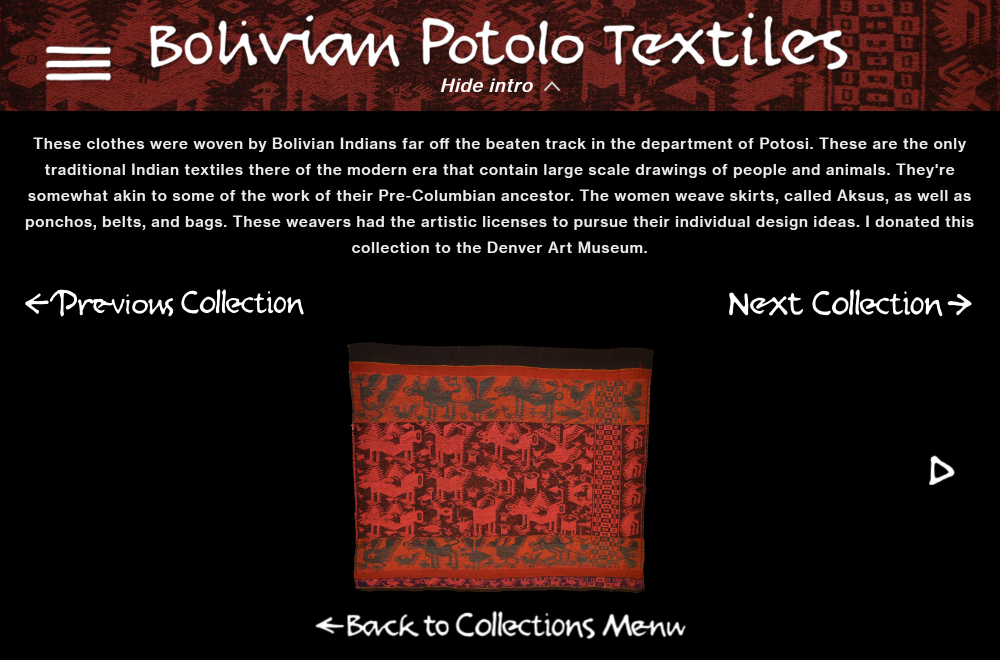 Bolivian Potolo Textiles
Hide intro
These clothes were woven by Bolivian Indians far off the beaten track in the department of Potosi. These are the only
traditional Indian textiles there of the modern era that contain large scale drawings of people and animals. They're
somewhat akin to some of the work of their Pre-Columbian ancestor. The women weave skirts, called Aksus, as well as
ponchos, belts, and bags. These weavers had the artistic licenses to pursue their individual design ideas. I donated this
collection to the Denver Art Museum.
←Previous Collection
Next Collection→
←Back to Collections Menu